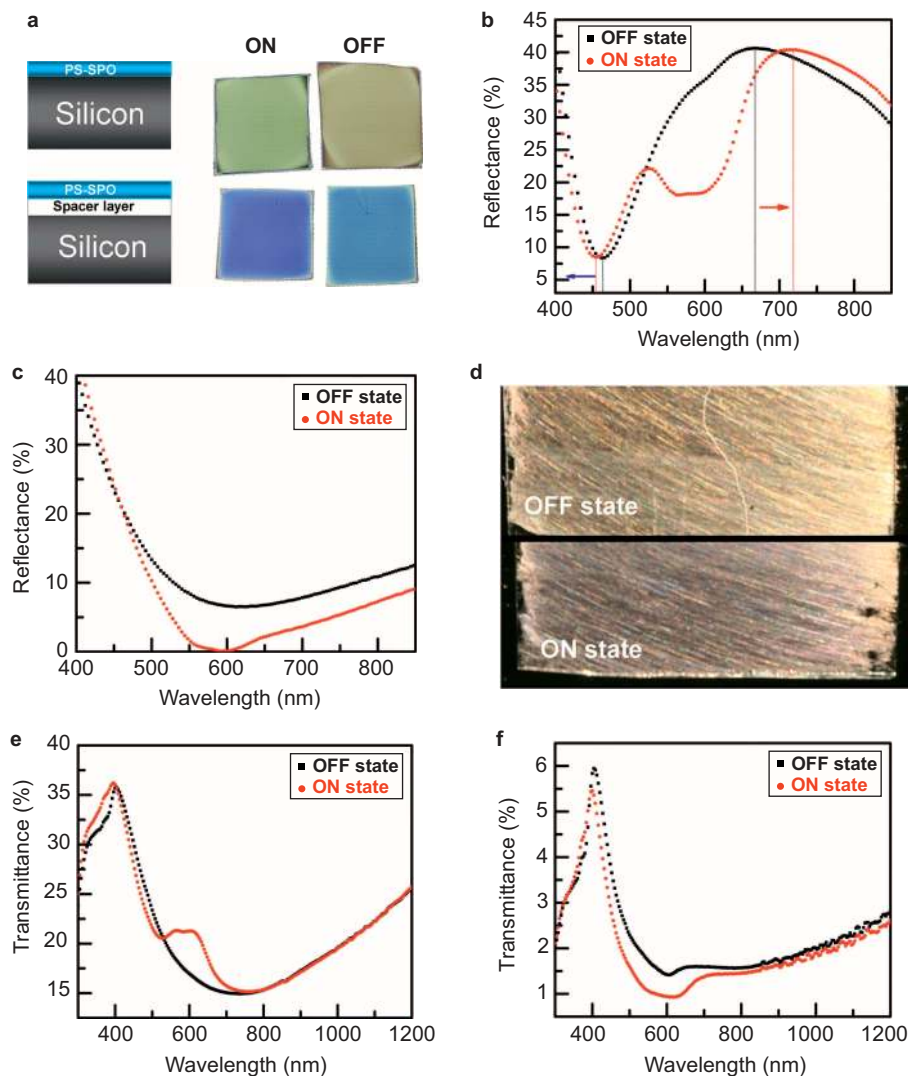 a
ON OFF
PS-SPO
Silicon
PS-SPO
Spacer layer
Silicon
b
OFF state
ON state
Reflectance (%)
45
40
35
30
25
20
15
10
5
400 500 600 700 800
Wavelength (nm)
c
OFF state
ON state
Reflectance (%)
40
30
20
10
0
400 500 600 700 800
Wavelength (nm)
d
OFF state
ON state
e
OFF state
ON state
Transmittance (%)
40
35
30
25
20
15
400 600 800 1000 1200
Wavelength (nm)
f
OFF state
ON state
Transmittance (%)
6
5
4
3
2
1
400 600 800 1000 1200
Wavelength (nm)